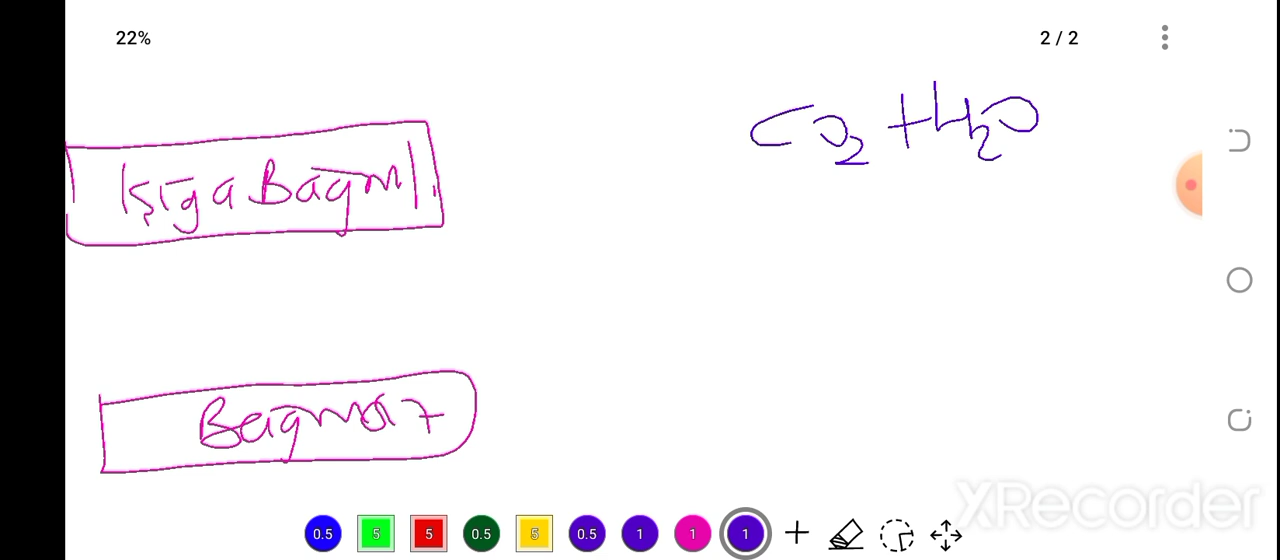 22%
2 / 2
CO2 + H2O
Işığa Bağımlı
Bağımsız
0.5 5 5 0.5 5 0.5 1 1 1
XRecorder